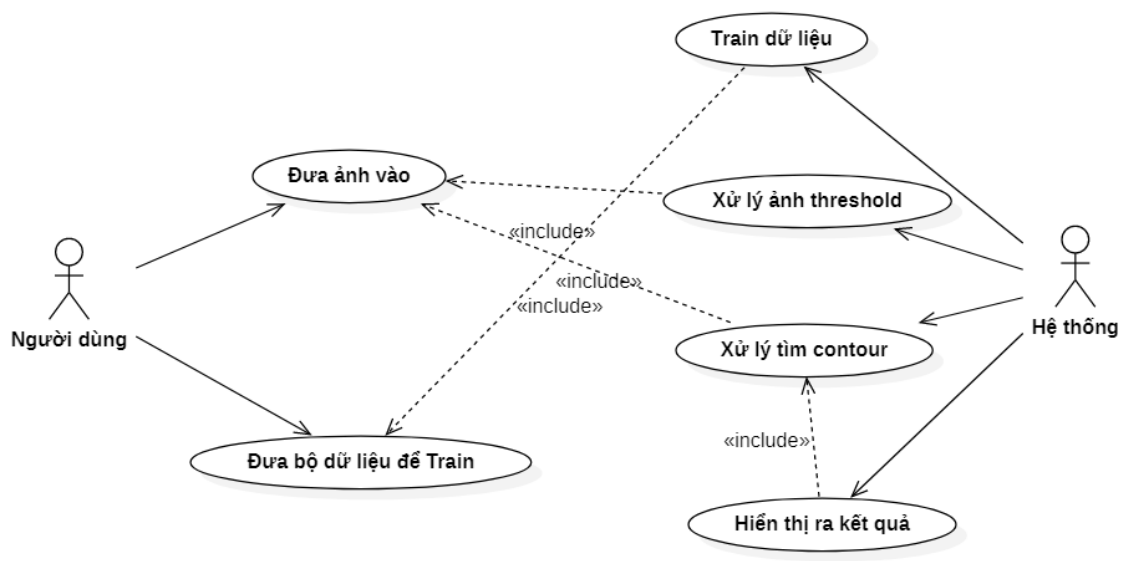 Train dữ liệu
Đưa ảnh vào
Xử lý ảnh threshold
«include»
«include»
«include»
Người dùng
Hệ thống
Xử lý tìm contour
«include»
Đưa bộ dữ liệu để Train
Hiển thị ra kết quả